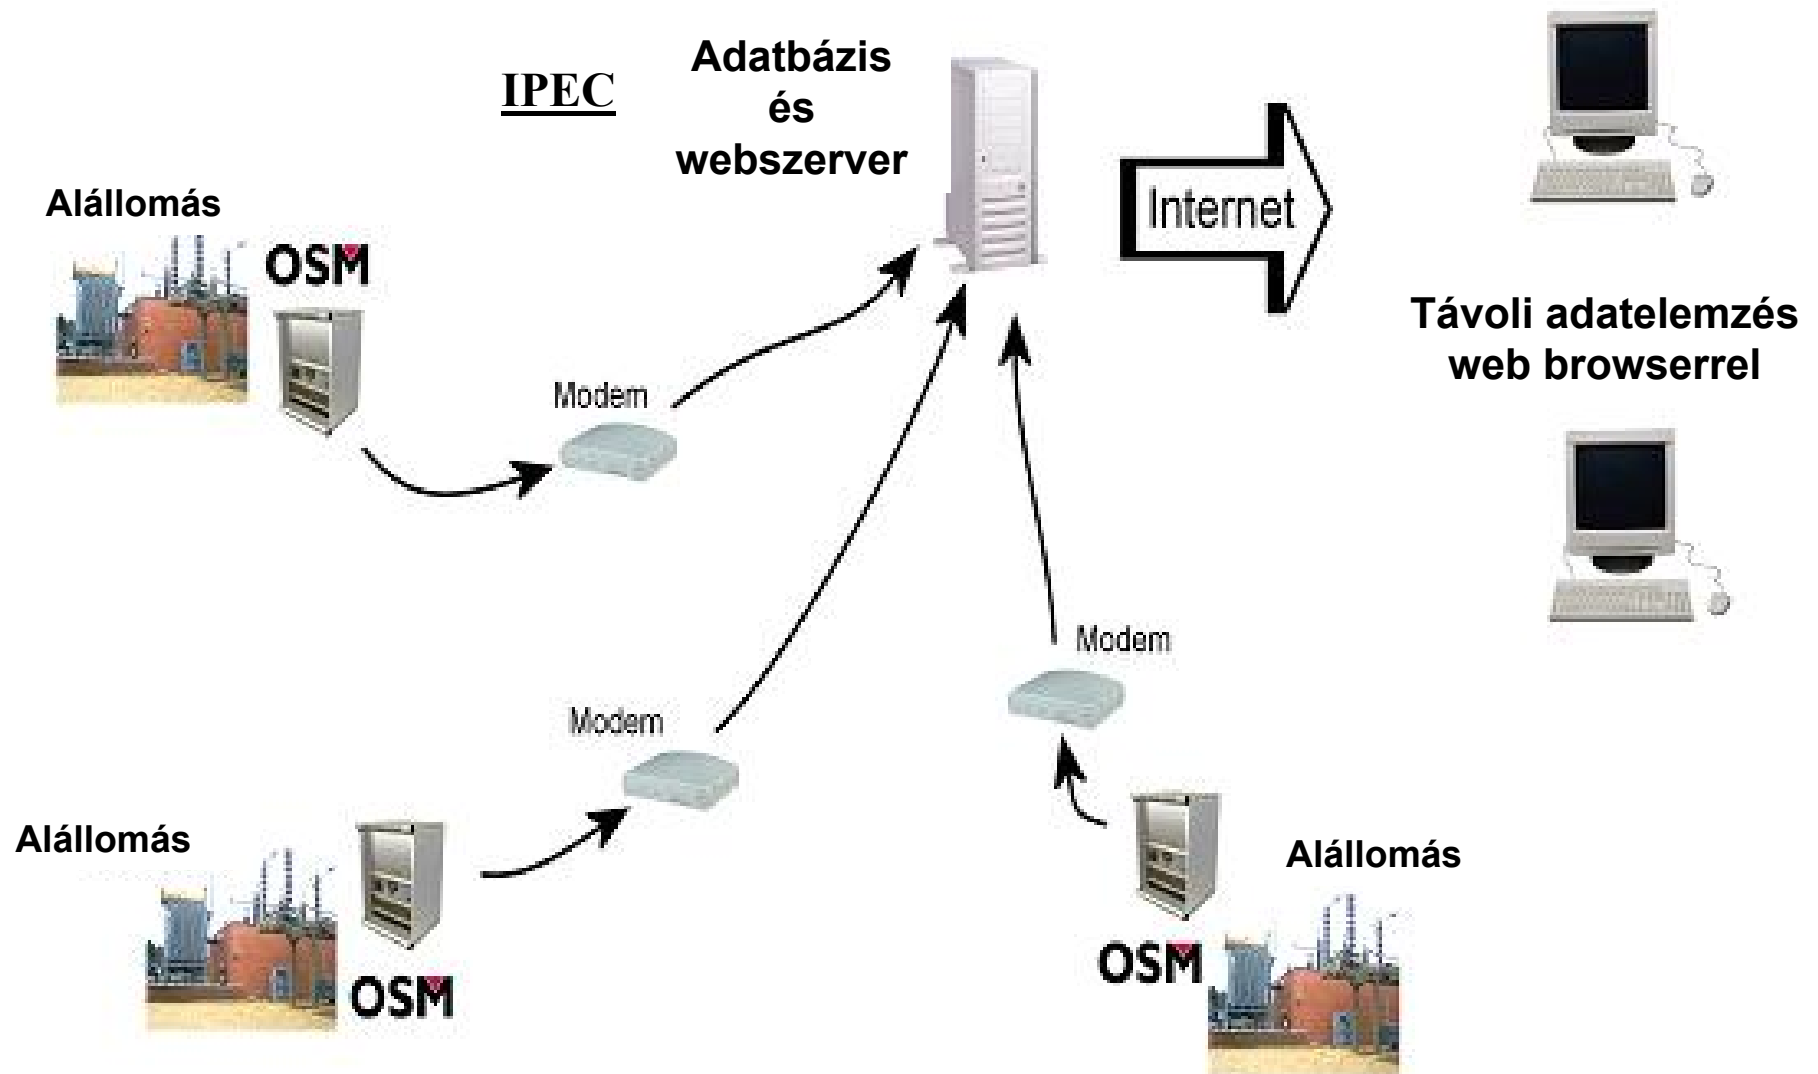 IPEC
Adatbázis
és
webszerver
Internet
Alállomás
OSM
Modem
Távoli adatelemzés
web browserrel
Modem
Modem
Alállomás
OSM
Alállomás
OSM